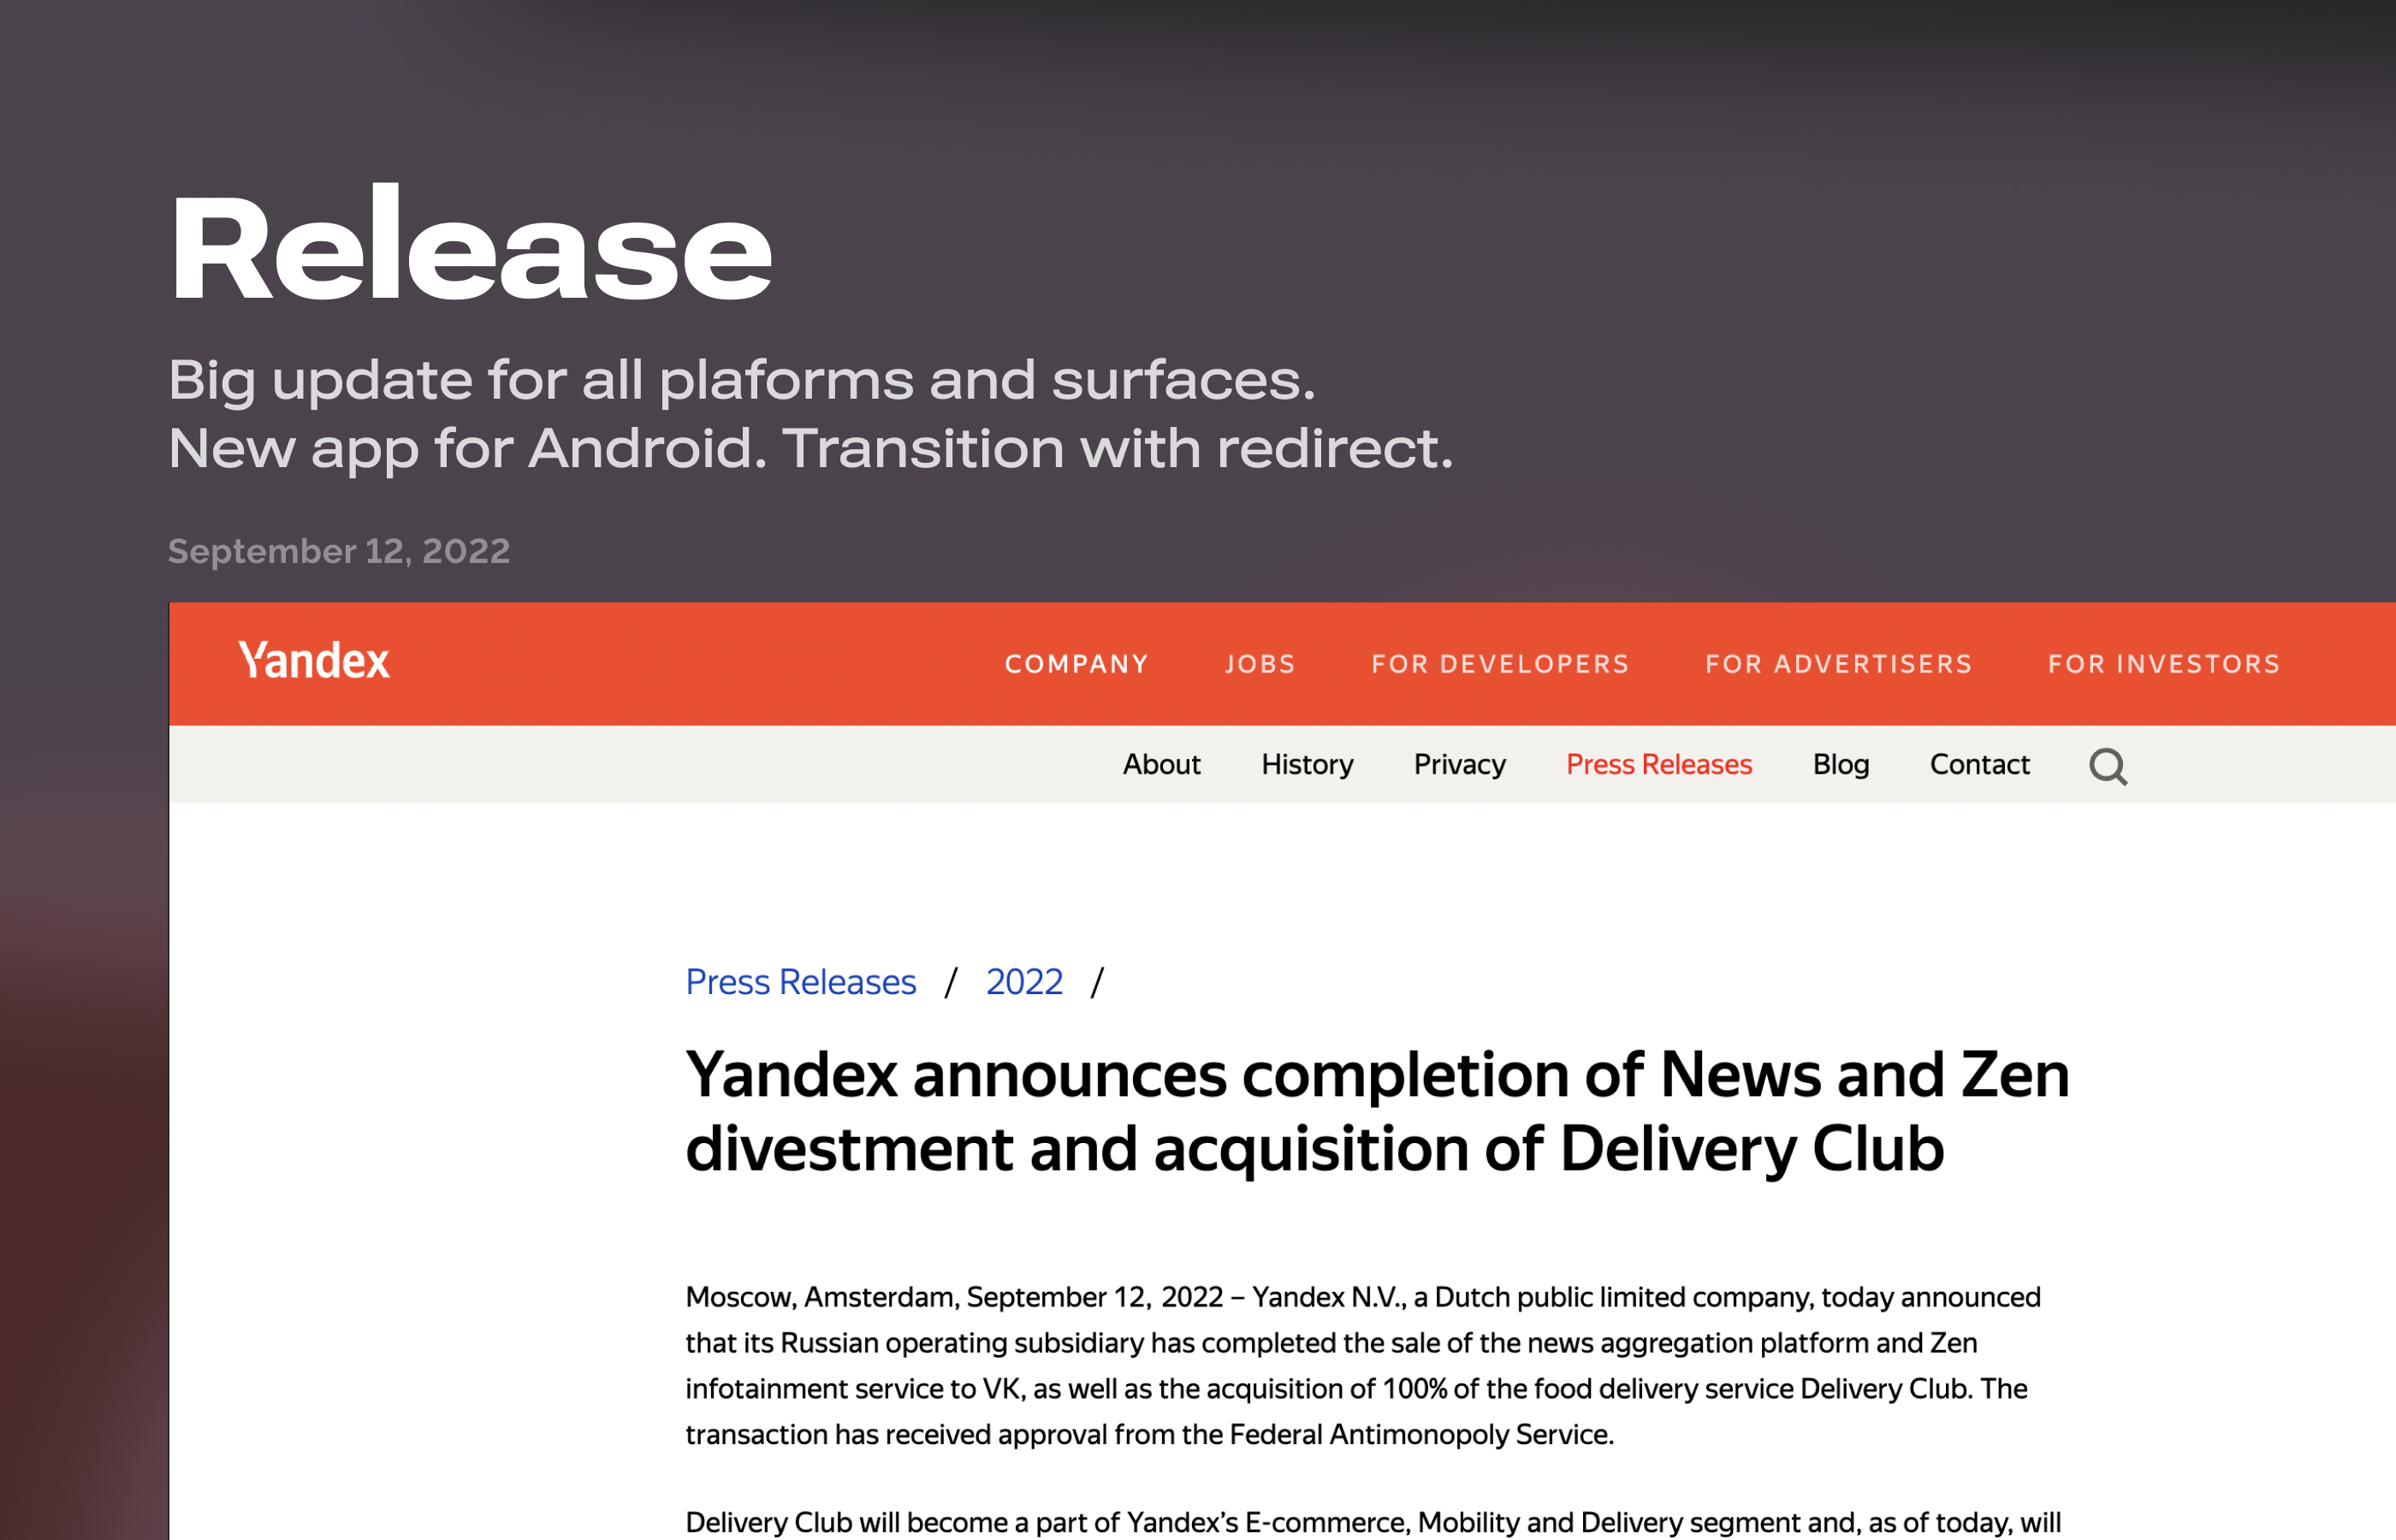 Release
Big update for all plaforms and surfaces.
New app for Android. Transition with redirect.
September 12, 2022
Yandex
COMPANY JOBS FOR DEVELOPERS FOR ADVERTISERS FOR INVESTORS
About History Privacy Press Releases Blog Contact
Press Releases / 2022 /
Yandex announces completion of News and Zen
divestment and acquisition of Delivery Club
Moscow, Amsterdam, September 12, 2022 – Yandex N.V., a Dutch public limited company, today announced
that its Russian operating subsidiary has completed the sale of the news aggregation platform and Zen
infotainment service to VK, as well as the acquisition of 100% of the food delivery service Delivery Club. The
transaction has received approval from the Federal Antimonopoly Service.
Delivery Club will become a part of Yandex’s E-commerce, Mobility and Delivery segment and, as of today, will